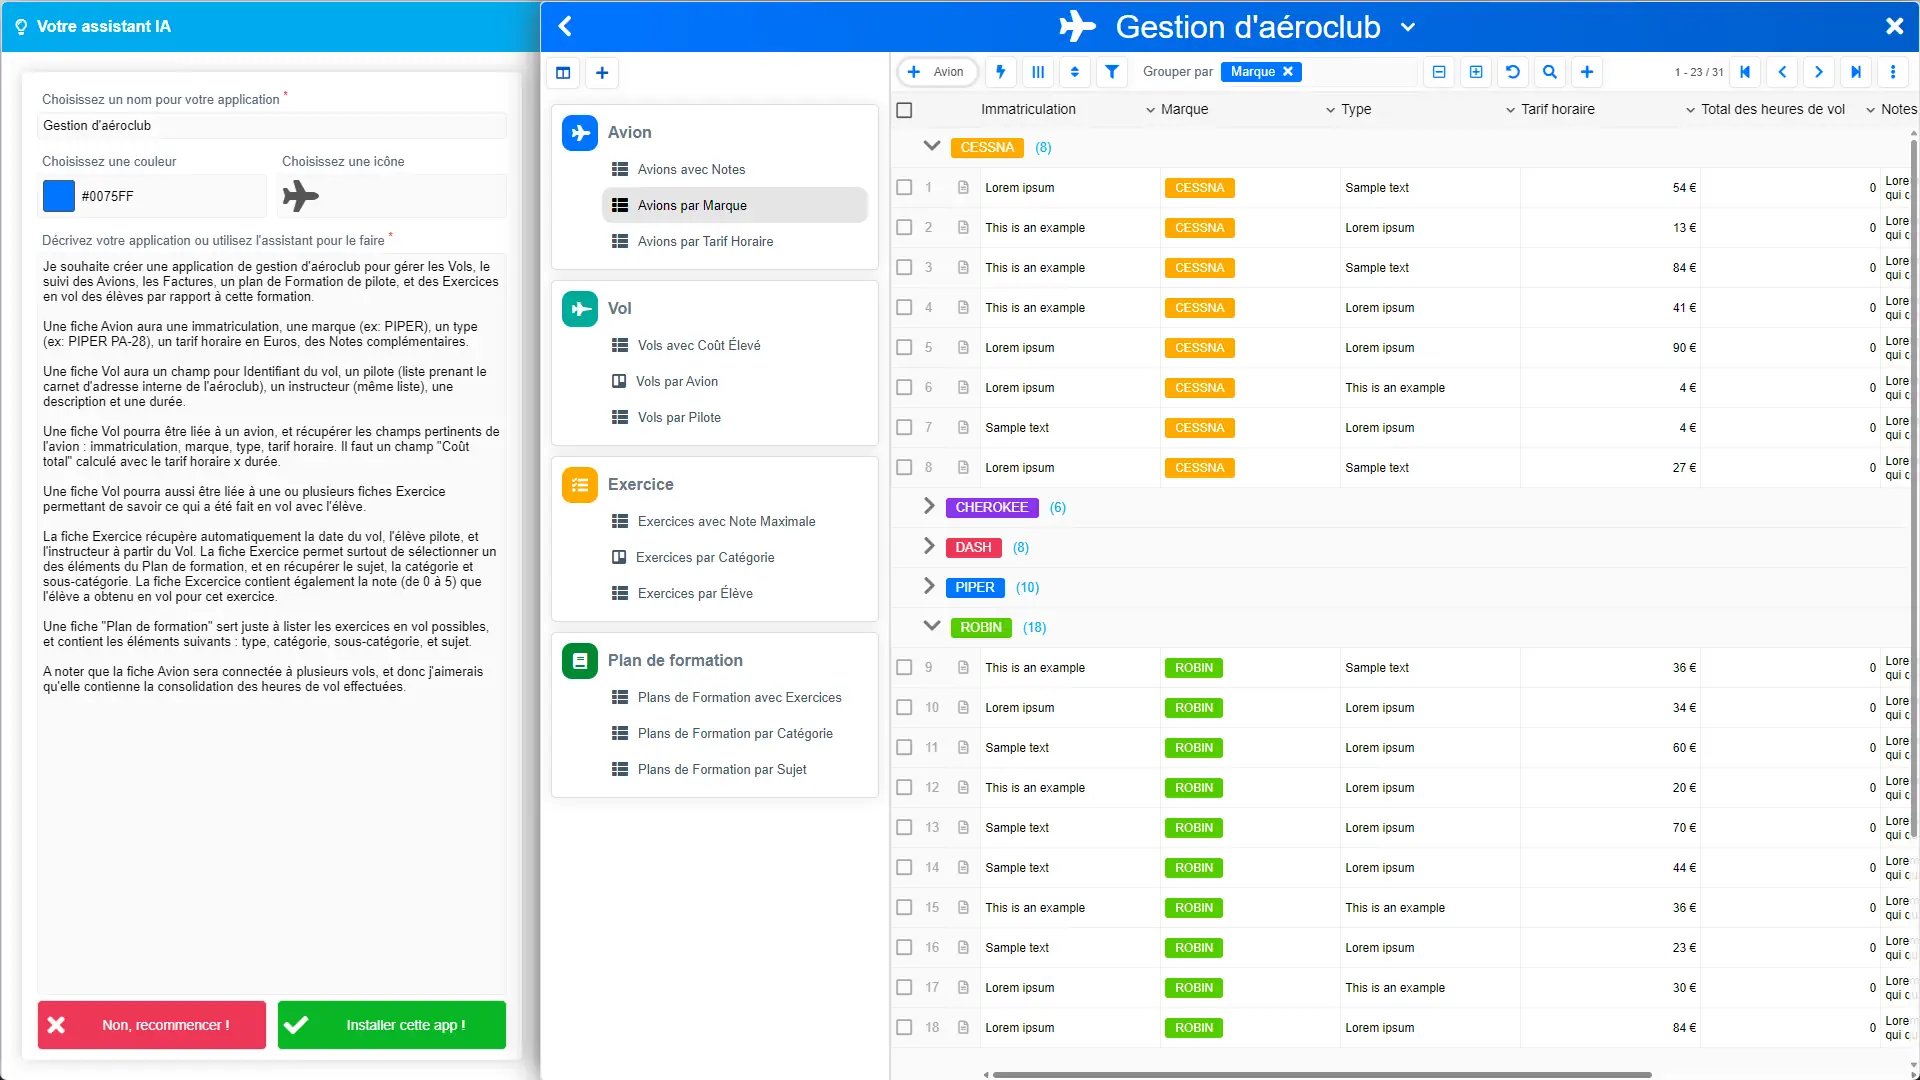 Votre assistant IA
Choisissez un nom pour votre application *
Gestion d'aéroclub
Choisissez une couleur
Choisissez une icône
#0075FF
Décrivez votre application ou utilisez l'assistant pour le faire *
Je souhaite créer une application de gestion d'aéroclub pour gérer les Vols, le
suivi des Avions, les Factures, un plan de Formation de pilote, et des Exercices
en vol des élèves par rapport à cette formation.
Une fiche Avion aura une immatriculation, une marque (ex: PIPER), un type
(ex: PIPER PA-28), un tarif horaire en Euros, des Notes complémentaires.
Une fiche Vol aura un champ pour Identifiant du vol, un pilote (liste prenant le
carnet d'adresse interne de l'aéroclub), un instructeur (même liste), une
description et une durée.
Une fiche Vol pourra être liée à un avion, et récupérer les champs pertinents de
l'avion : immatriculation, marque, type, tarif horaire. Il faut un champ "Coût
total" calculé avec le tarif horaire x durée.
Une fiche Vol pourra aussi être liée à une ou plusieurs fiches Exercice
permettant de savoir ce qui a été fait en vol avec l'élève.
La fiche Exercice récupère automatiquement la date du vol, l'élève pilote, et
l'instructeur à partir du Vol. La fiche Exercice permet surtout de sélectionner un
des éléments du Plan de formation, et en récupérer le sujet, la catégorie et
sous-catégorie. La fiche Excercice contient également la note (de 0 à 5) que
l'élève a obtenu en vol pour cet exercice.
Une fiche "Plan de formation" sert juste à lister les exercices en vol possibles,
et contient les éléments suivants : type, catégorie, sous-catégorie, et sujet.
A noter que la fiche Avion sera connectée à plusieurs vols, et donc j'aimerais
qu'elle contienne la consolidation des heures de vol effectuées.
Non, recommencer !
Installer cette app !
Gestion d'aéroclub
Avion
Avions avec Notes
Avions par Marque
Avions par Tarif Horaire
Vol
Vols avec Coût Élevé
Vols par Avion
Vols par Pilote
Exercice
Exercices avec Note Maximale
Exercices par Catégorie
Exercices par Élève
Plan de formation
Plans de Formation avec Exercices
Plans de Formation par Catégorie
Plans de Formation par Sujet
Avion
Grouper par
Marque
1 - 23 / 31
Immatriculation Marque Type Tarif horaire Total des heures de vol Notes
CESSNA (8)
1 Lorem ipsum CESSNA Sample text 54 € 0 Lore qui c
2 This is an example CESSNA Lorem ipsum 13 € 0 Lore qui c
3 This is an example CESSNA Sample text 84 € 0 Lore qui c
4 This is an example CESSNA Lorem ipsum 41 € 0 Lore qui c
5 Lorem ipsum CESSNA Lorem ipsum 90 € 0 Lore qui c
6 Lorem ipsum CESSNA This is an example 4 € 0 Lore qui c
7 Sample text CESSNA Lorem ipsum 4 € 0 Lore qui c
8 Lorem ipsum CESSNA Sample text 27 € 0 Lore qui c
CHEROKEE (6)
DASH (8)
PIPER (10)
ROBIN (18)
9 This is an example ROBIN Sample text 36 € 0 Lore qui c
10 Lorem ipsum ROBIN Lorem ipsum 34 € 0 Lore qui c
11 Sample text ROBIN Lorem ipsum 60 € 0 Lore qui c
12 This is an example ROBIN Lorem ipsum 20 € 0 Lore qui c
13 Sample text ROBIN Lorem ipsum 70 € 0 Lore qui c
14 Sample text ROBIN Lorem ipsum 44 € 0 Lore qui c
15 This is an example ROBIN This is an example 36 € 0 Lore qui c
16 Sample text ROBIN Lorem ipsum 23 € 0 Lore qui c
17 Lorem ipsum ROBIN This is an example 30 € 0 Lore qui c
18 Lorem ipsum ROBIN Lorem ipsum 84 € 0 Lore qui c